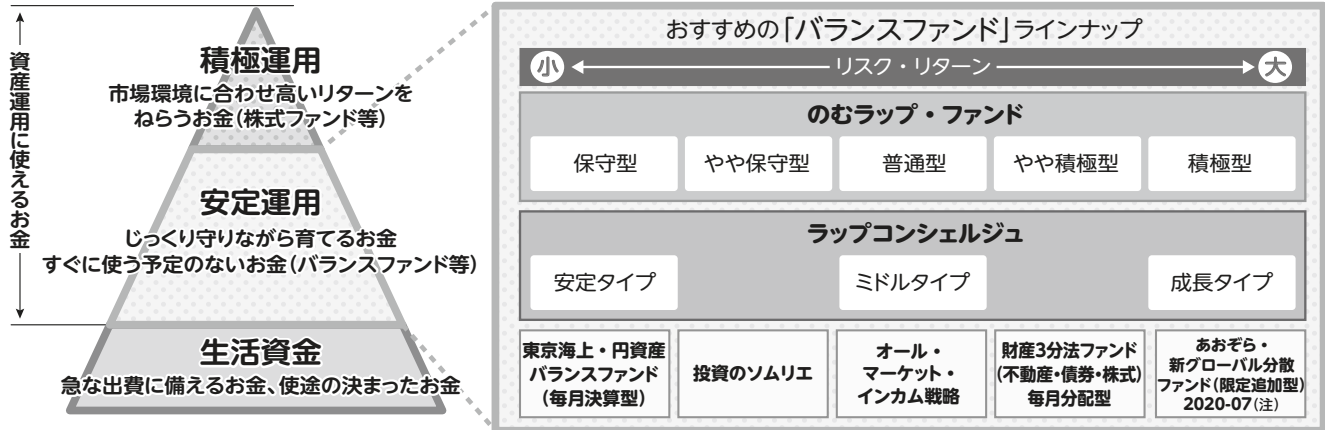 資産運用に使えるお金
積極運用
市場環境に合わせ高いリターンを
ねらうお金(株式ファンド等)
安定運用
じっくり守りながら育てるお金
すぐに使う予定のないお金(バランスファンド等)
生活資金
急な出費に備えるお金、使途の決まったお金
おすすめの「バランスファンド」ラインナップ
小 リスク・リターン 大
のむラップ・ファンド
保守型 やや保守型 普通型 やや積極型 積極型
ラップコンシェルジュ
安定タイプ ミドルタイプ 成長タイプ
東京海上・円資産
バランスファンド
(毎月決算型)
投資のソムリエ
オール・
マーケット・
インカム戦略
財産3分法ファンド
(不動産・債券・株式)
毎月分配型
あおぞら・
新グローバル分散
ファンド(限定追加型)
2020-07(注)